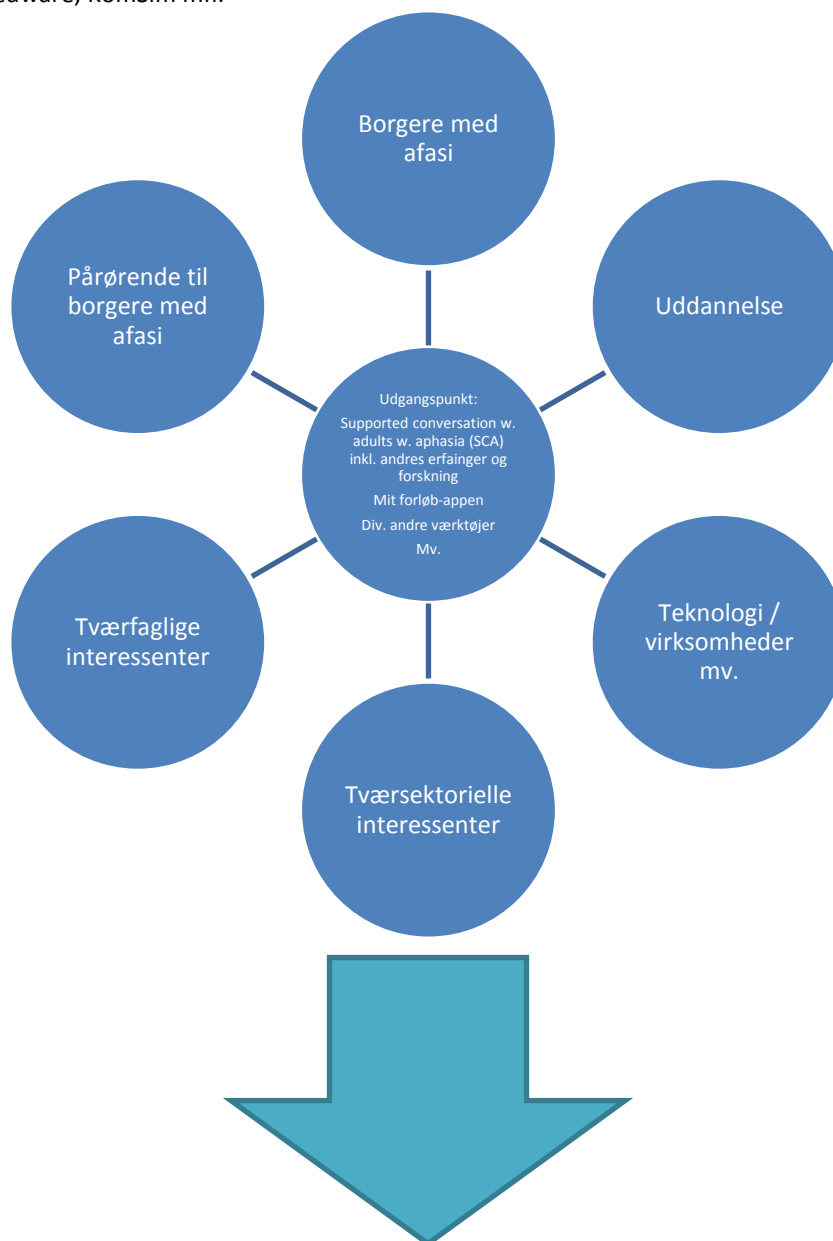 Borgere med
afasi
Pårørende til
borgere med
afasi
Uddannelse
Udgangspunkt:
Supported conversation w.
adults w. aphasia (SCA)
inkl. andres erfainger og
forskning
Mit forløb-appen
Div. andre værktøjer
Mv.
Tværfaglige
interessenter
Teknologi /
virksomheder
mv.
Tværsektorielle
interessenter